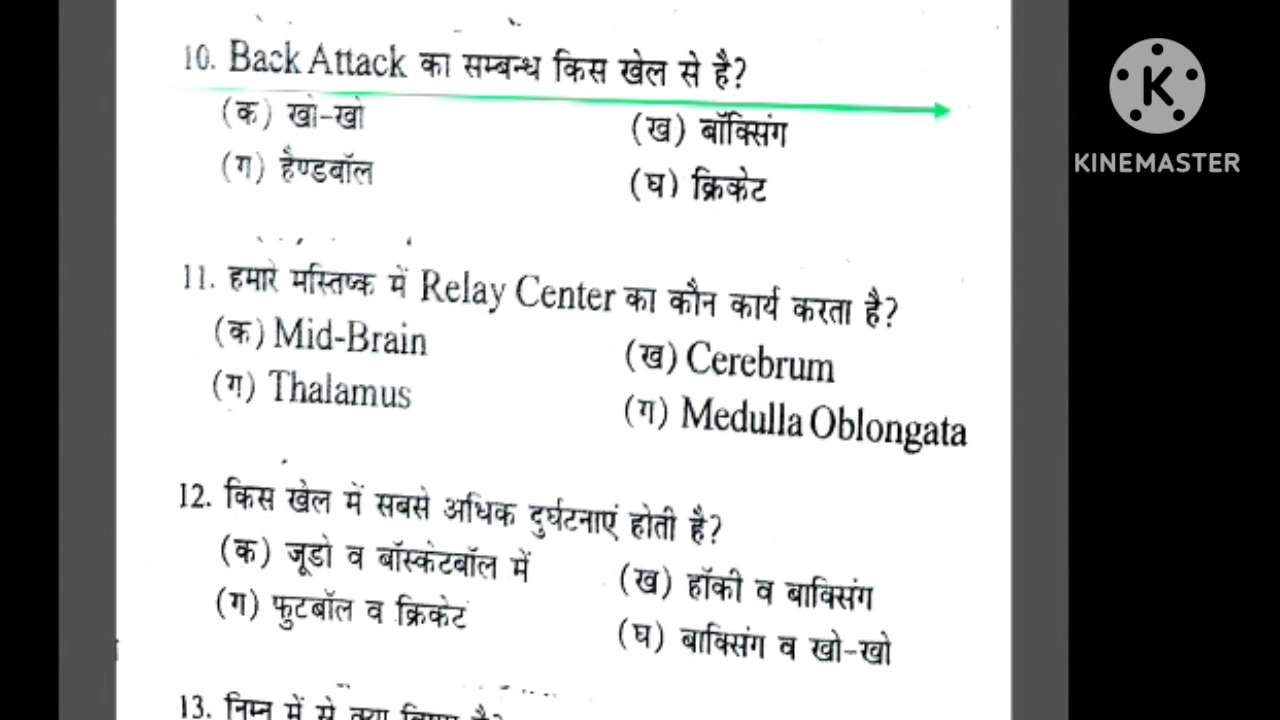 10. Back Attack का सम्बन्ध किस खेल से है?
(क) खो-खो (ख) बॉक्सिंग
(ग) हैण्डबॉल (घ) क्रिकेट
11. हमारे मस्तिष्क में Relay Center का कौन कार्य करता है?
(क) Mid-Brain (ख) Cerebrum
(ग) Thalamus (ग) Medulla Oblongata
12. किस खेल में सबसे अधिक दुर्घटनाएं होती है?
(क) जूडो व बॉस्केटबॉल में (ख) हॉकी व बाक्सिंग
(ग) फुटबॉल व क्रिकेट (घ) बाक्सिंग व खो-खो
13. निम्न में से क्या
K
KINEMASTER